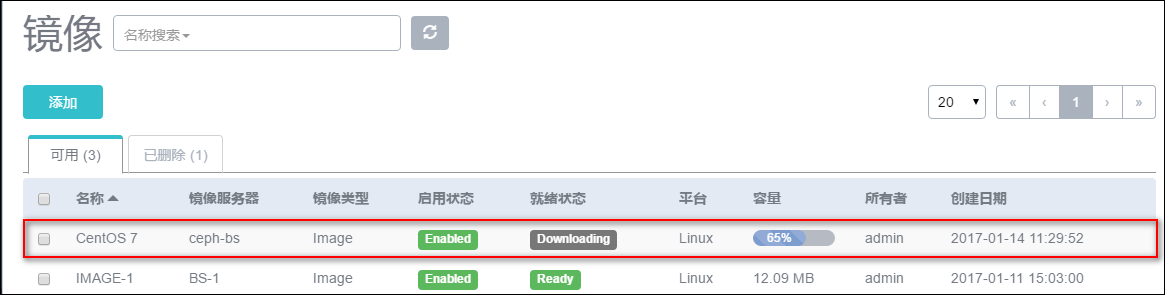 镜像 名称搜索
添加 20 « ‹ 1 › »
可用 (3) 已删除 (1)
名称 镜像服务器 镜像类型 启用状态 就绪状态 平台 容量 所有者 创建日期
CentOS 7 ceph-bs Image Enabled Downloading Linux 65% admin 2017-01-14 11:29:52
IMAGE-1 BS-1 Image Enabled Ready Linux 12.09 MB admin 2017-01-11 15:03:00